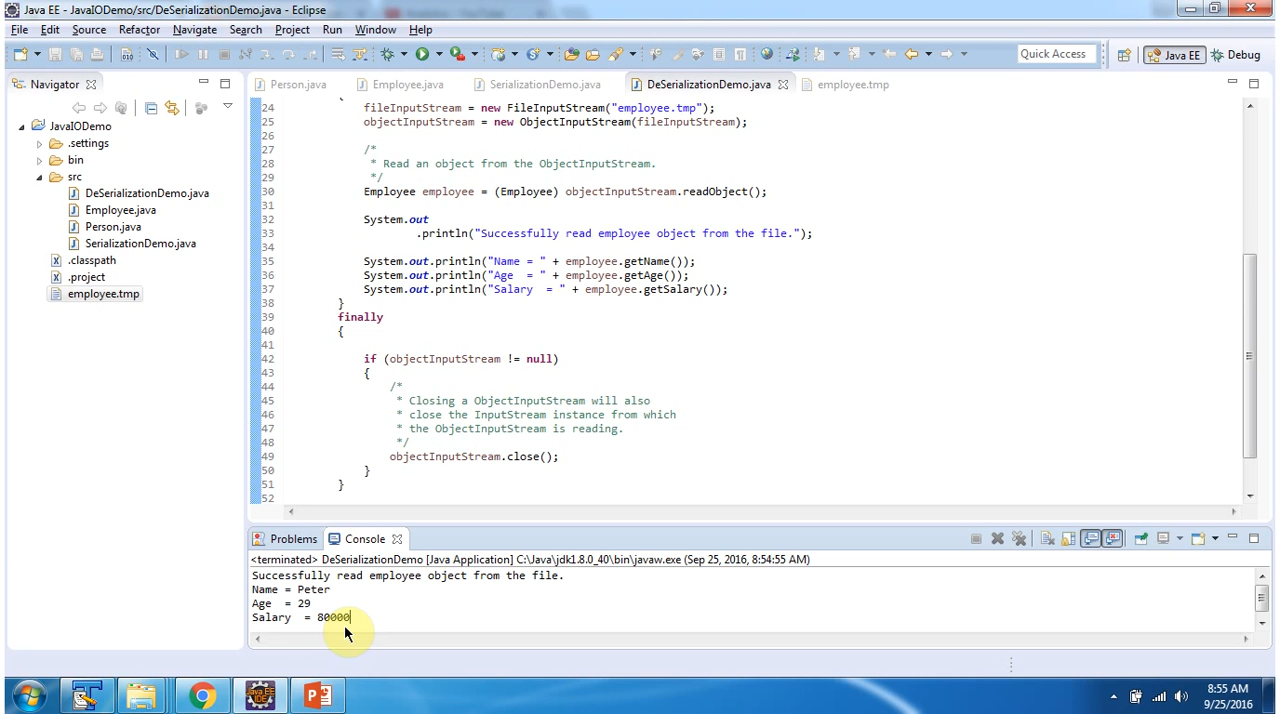 Java EE - JavaIODemo/src/DeSerializationDemo.java - Eclipse
File Edit Source Refactor Navigate Search Project Run Window Help
Quick Access
Java EE
Debug
Navigator
JavaIODemo
.settings
bin
src
DeSerializationDemo.java
Employee.java
Person.java
SerializationDemo.java
.classpath
.project
employee.tmp
Person.java Employee.java SerializationDemo.java DeSerializationDemo.java employee.tmp
{
24 fileInputStream = new FileInputStream("employee.tmp");
25 objectInputStream = new ObjectInputStream(fileInputStream);
26
27 /*
28 * Read an object from the ObjectInputStream.
29 */
30 Employee employee = (Employee) objectInputStream.readObject();
31
32 System.out
33 .println("Successfully read employee object from the file.");
34
35 System.out.println("Name = " + employee.getName());
36 System.out.println("Age  = " + employee.getAge());
37 System.out.println("Salary  = " + employee.getSalary());
38 }
39 finally
40 {
41
42 if (objectInputStream != null)
43 {
44 /*
45 * Closing a ObjectInputStream will also
46 * close the InputStream instance from which
47 * the ObjectInputStream is reading.
48 */
49 objectInputStream.close();
50 }
51 }
52
Problems Console
<terminated> DeSerializationDemo [Java Application] C:\Java\jdk1.8.0_40\bin\javaw.exe (Sep 25, 2016, 8:54:55 AM)
Successfully read employee object from the file.
Name = Peter
Age  = 29
Salary  = 80000
Java EE
IDE
8:55 AM
9/25/2016